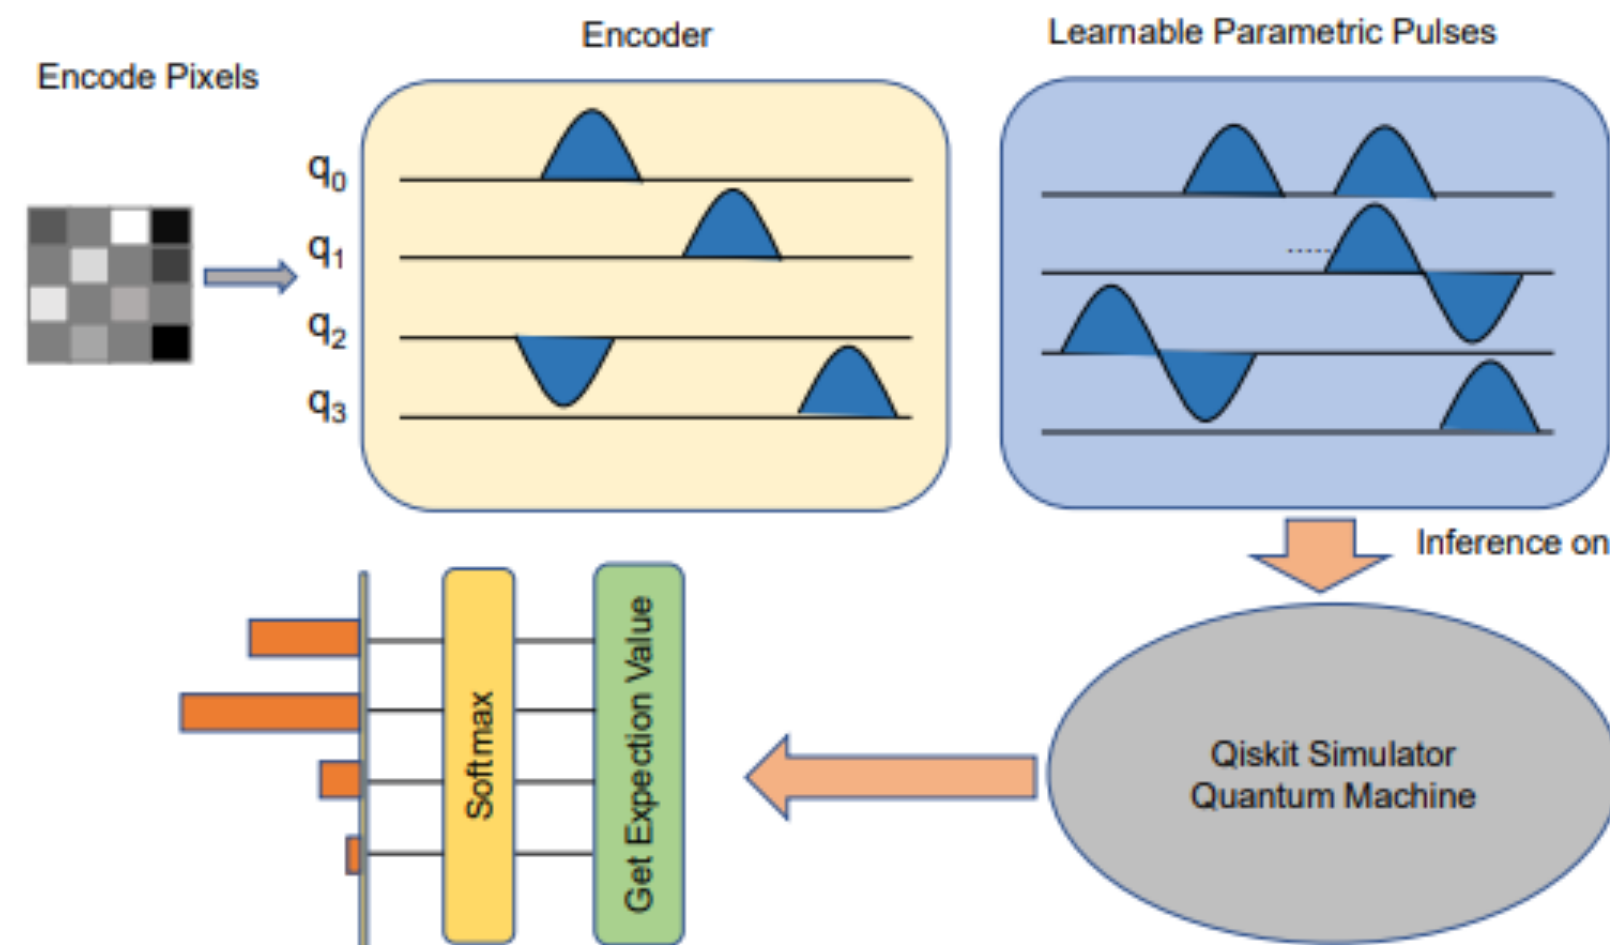 Encode Pixels
Encoder
Learnable Parametric Pulses
q0
q1
q2
q3
Inference on
Qiskit Simulator
Quantum Machine
Get Expection Value
Softmax